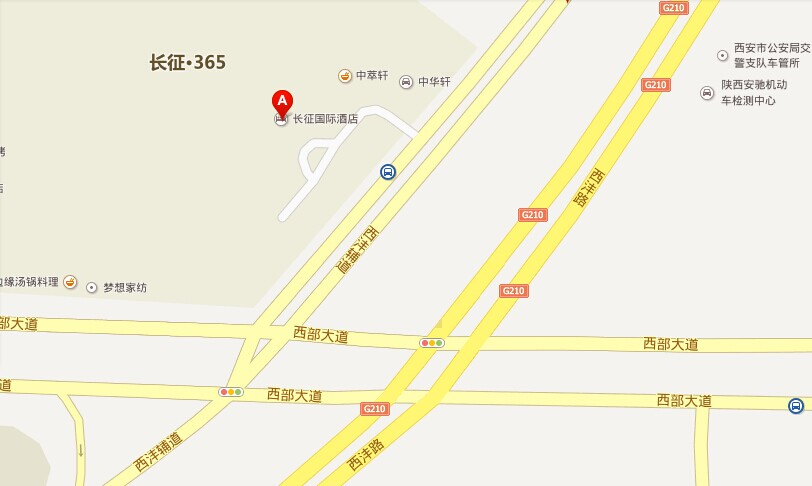 G210
西安市公安局交
警支队车管所
长征·365
中萃轩
中华轩
G210
陕西安驰机动
车检测中心
A
长征国际酒店
西沣路
G210
西沣辅道
缘汤锅料理
梦想家纺
G210
部大道
西部大道
西部大道
道
西部大道
西部大道
G210
西沣辅道
西沣路